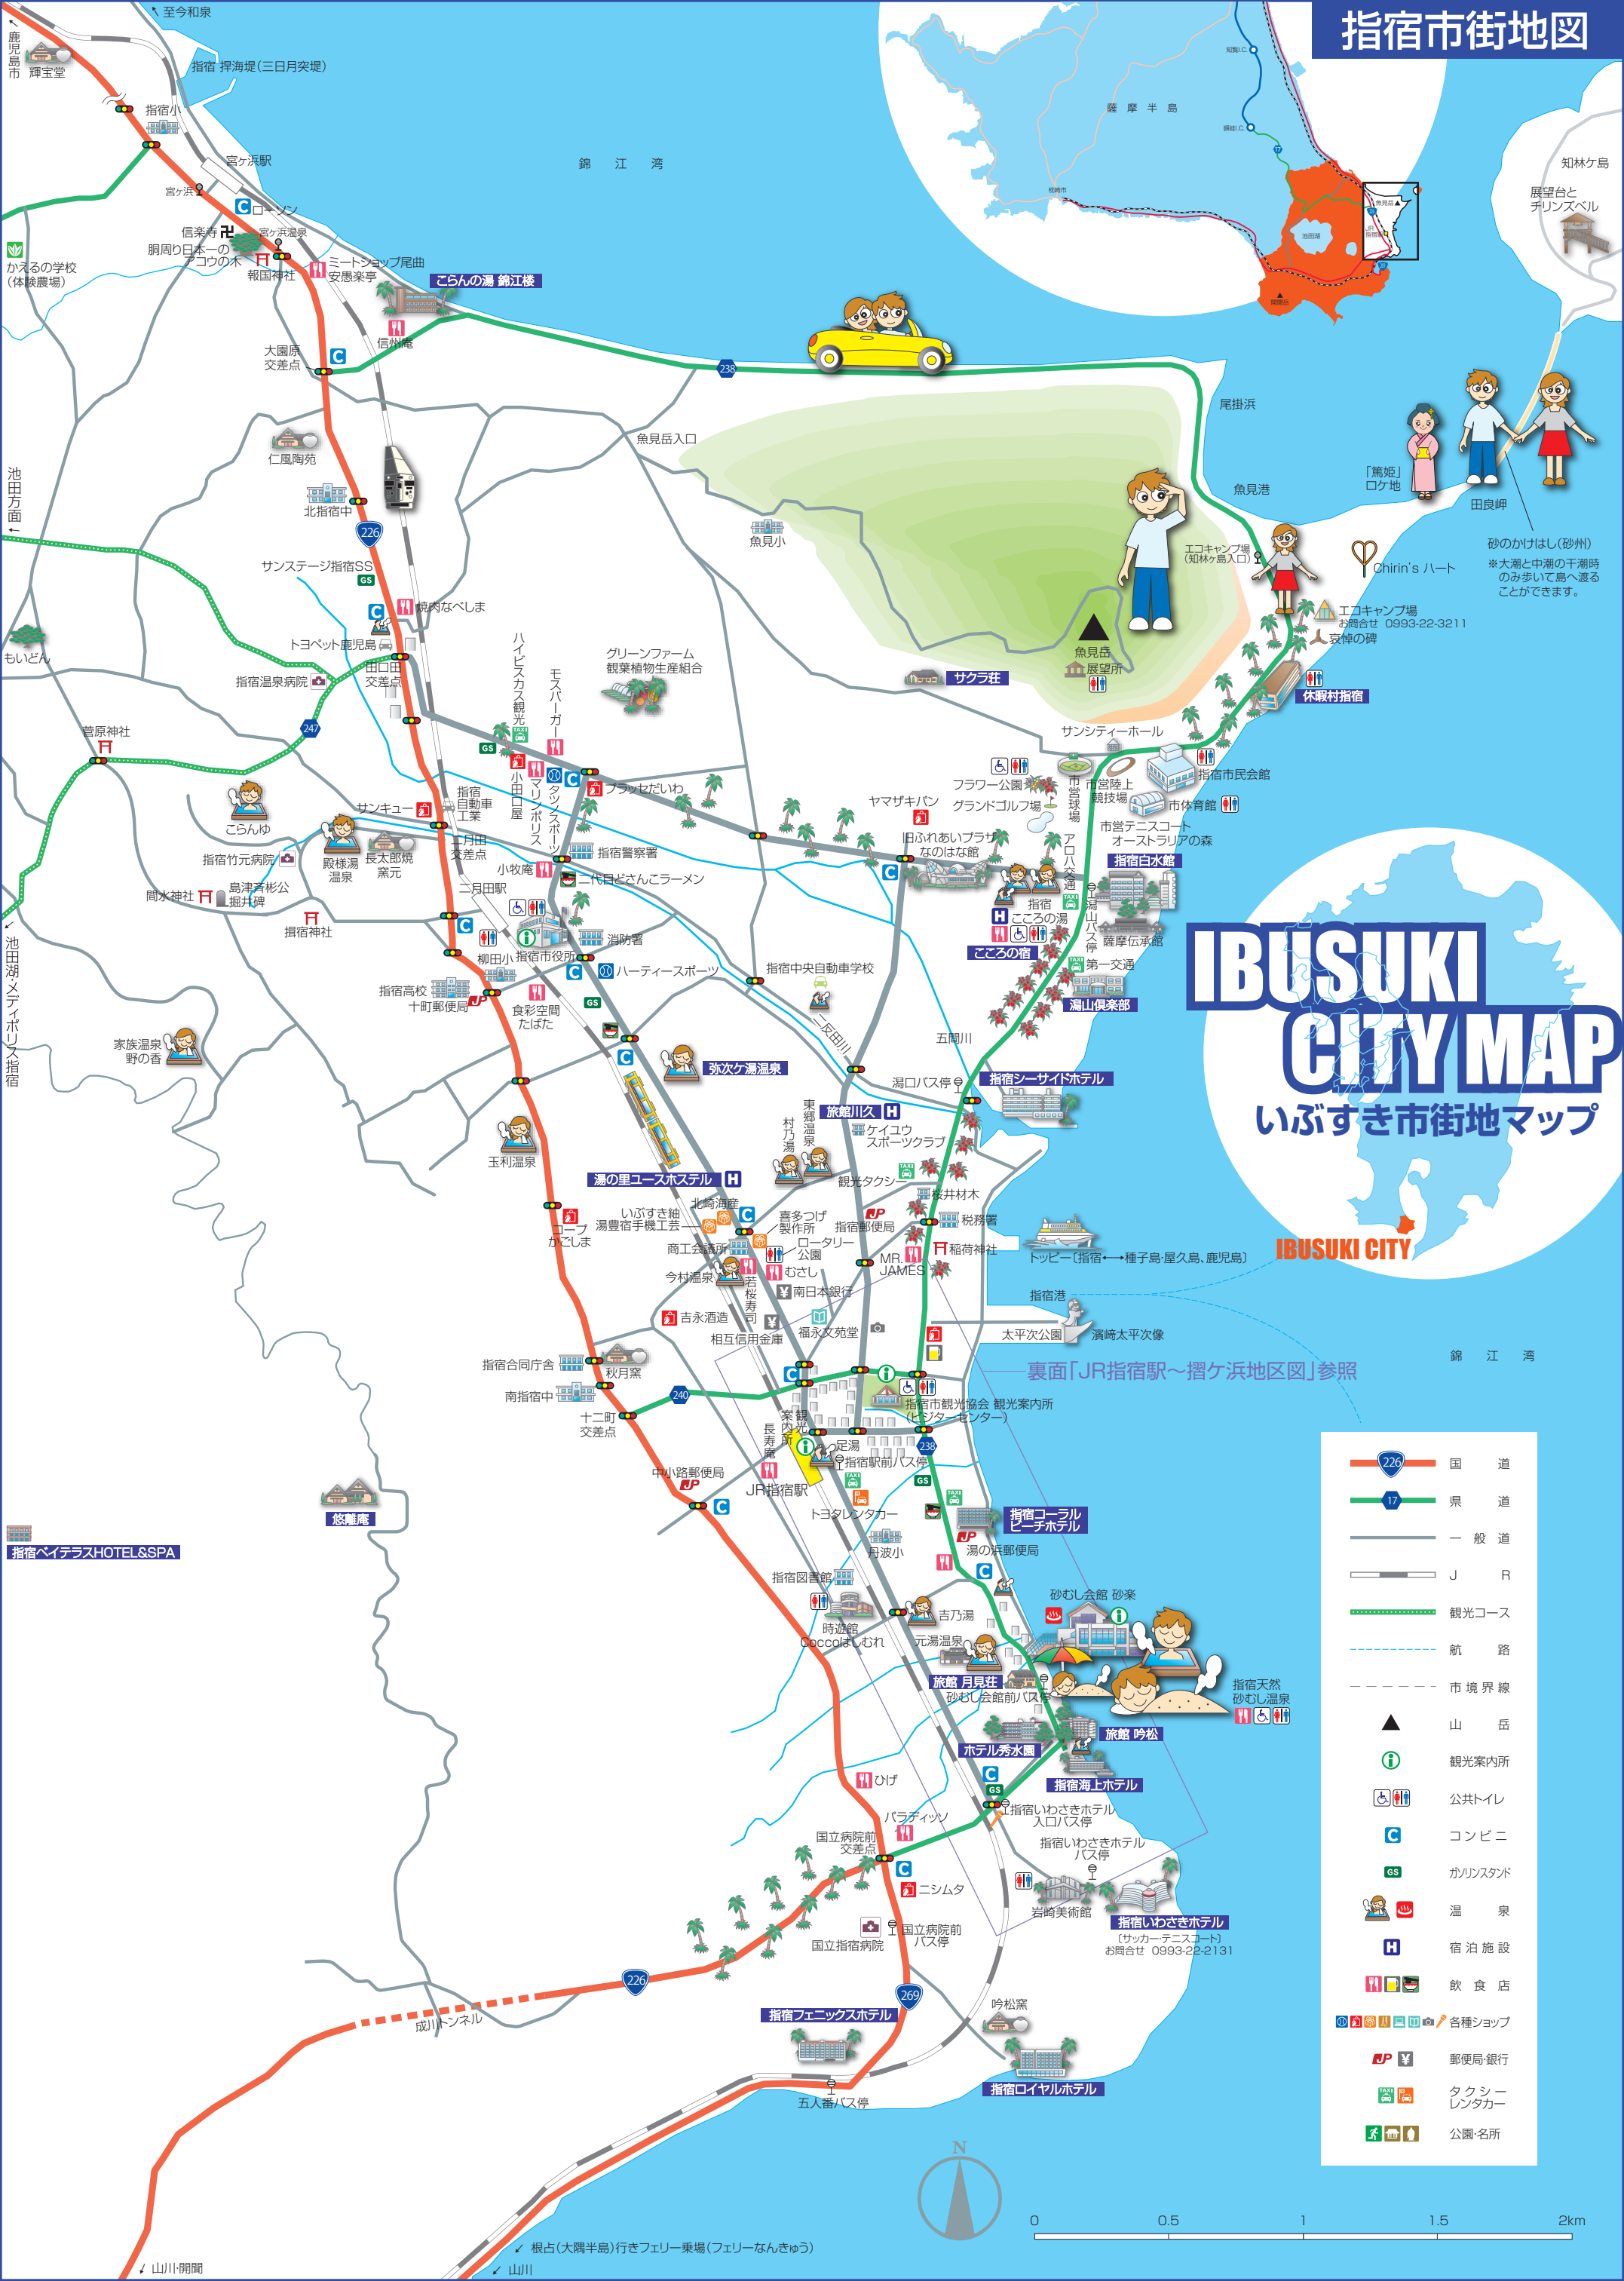 指宿市街地図
至今和泉
鹿児島市
輝宝堂
指宿 捍海堤（三日月突堤）
指宿小
宮ヶ浜駅
宮ヶ浜
ローソン
信楽寺
宮ヶ浜温泉
胴周り日本一の
アコウの木
報国神社
ミートショップ尾曲
安愚楽亭
こらんの湯 錦江楼
信州庵
かえるの学校
（体験農場）
大園原
交差点
錦　江　湾
薩　摩　半　島
知覧I.C.
頴娃I.C.
17
枕崎市
池田湖
開聞岳
魚見岳▲
JR
指宿駅
知林ケ島
展望台と
チリンズベル
238
尾掛浜
魚見岳入口
魚見港
「篤姫」
ロケ地
田良岬
砂のかけはし（砂州）
※大潮と中潮の干潮時
のみ歩いて島へ渡る
ことができます。
仁風陶苑
北指宿中
226
魚見小
エコキャンプ場
（知林ヶ島入口）
Chirin's ハート
エコキャンプ場
お問合せ 0993-22-3211
哀悼の碑
池田方面
サンステージ指宿SS
GS
焼肉なべしま
トヨペット鹿児島
田口田
交差点
指宿温泉病院
もいどん
ハイビスカス観光
モスバーガー
グリーンファーム
観葉植物生産組合
魚見岳
展望所
サクラ荘
休暇村指宿
247
菅原神社
GS
小田口屋
マリンポリス
タツノスポーツ
プラッセだいわ
サンシティーホール
フラワー公園
グランドゴルフ場
市営球場
市営陸上
競技場
指宿市民会館
市体育館
市営テニスコート
オーストラリアの森
ヤマザキパン
こらんゆ
サンキュー
指宿
自動車
工業
二月田
交差点
指宿竹元病院
殿様湯
温泉
長太郎焼
窯元
指宿警察署
小牧庵
二代目どさんこラーメン
旧ふれあいプラザ
なのはな館
アロハ交通
指宿白水館
指宿
こころの湯
こころの宿
潟山バス停
薩摩伝承館
第一交通
潟山倶楽部
間水神社
島津斉彬公
掘井碑
揖宿神社
二月田駅
柳田小
指宿市役所
消防署
ハーティースポーツ
指宿高校
十町郵便局
食彩空間
たばた
GS
指宿中央自動車学校
二反田川
五間川
池田湖メディポリス指宿
家族温泉
野の香
弥次ケ湯温泉
潟口バス停
指宿シーサイドホテル
旅館川久
ケイユウ
スポーツクラブ
東郷温泉
村乃湯
玉利温泉
湯の里ユースホステル
観光タクシー
桜井材木
北崎海産
いぶすき紬
湯豊宿手機工芸
喜多つげ
製作所
指宿郵便局
税務署
コープ
かごしま
商工会議所
ロータリー
公園
稲荷神社
MR.
JAMES
トッピー〔指宿←→種子島・屋久島、鹿児島〕
今村温泉
むさし
若桜寿司
南日本銀行
指宿港
吉永酒造
相互信用金庫
福永文苑堂
太平次公園
濱﨑太平次像
指宿合同庁舎
秋月窯
南指宿中
240
十二町
交差点
裏面「JR指宿駅〜摺ケ浜地区図」参照
錦　江　湾
指宿市観光協会 観光案内所
（ビジターセンター）
観光
案内所
長寿庵
足湯
238
指宿駅前バス停
JR指宿駅
中小路郵便局
GS
トヨタレンタカー
指宿コーラル
ビーチホテル
丹波小
湯の浜郵便局
悠離庵
指宿ベイテラスHOTEL&SPA
指宿図書館
時遊館
Coccoはしむれ
吉乃湯
元湯温泉
旅館 月見荘
砂むし会館前バス停
砂むし会館 砂楽
指宿天然
砂むし温泉
旅館 吟松
ホテル秀水園
指宿海上ホテル
GS
ひげ
指宿いわさきホテル
入口バス停
パラディッソ
国立病院前
交差点
指宿いわさきホテル
バス停
ニシムタ
岩崎美術館
指宿いわさきホテル
〔サッカー・テニスコート〕
お問合せ 0993-22-2131
国立指宿病院
国立病院前
バス停
226
269
成川トンネル
指宿フェニックスホテル
吟松窯
五人番バス停
指宿ロイヤルホテル
IBUSUKI
CITY MAP
いぶすき市街地マップ
IBUSUKI CITY
226 国　道
17 県　道
一般道
J　R
観光コース
航　路
市境界線
山　岳
観光案内所
公共トイレ
C コンビニ
GS ガソリンスタンド
温　泉
H 宿泊施設
飲食店
各種ショップ
JP ¥ 郵便局・銀行
TAXI タクシー
レンタカー
公園・名所
N
0 0.5 1 1.5 2km
根占（大隅半島）行きフェリー乗場（フェリーなんきゅう）
山川
山川・開聞